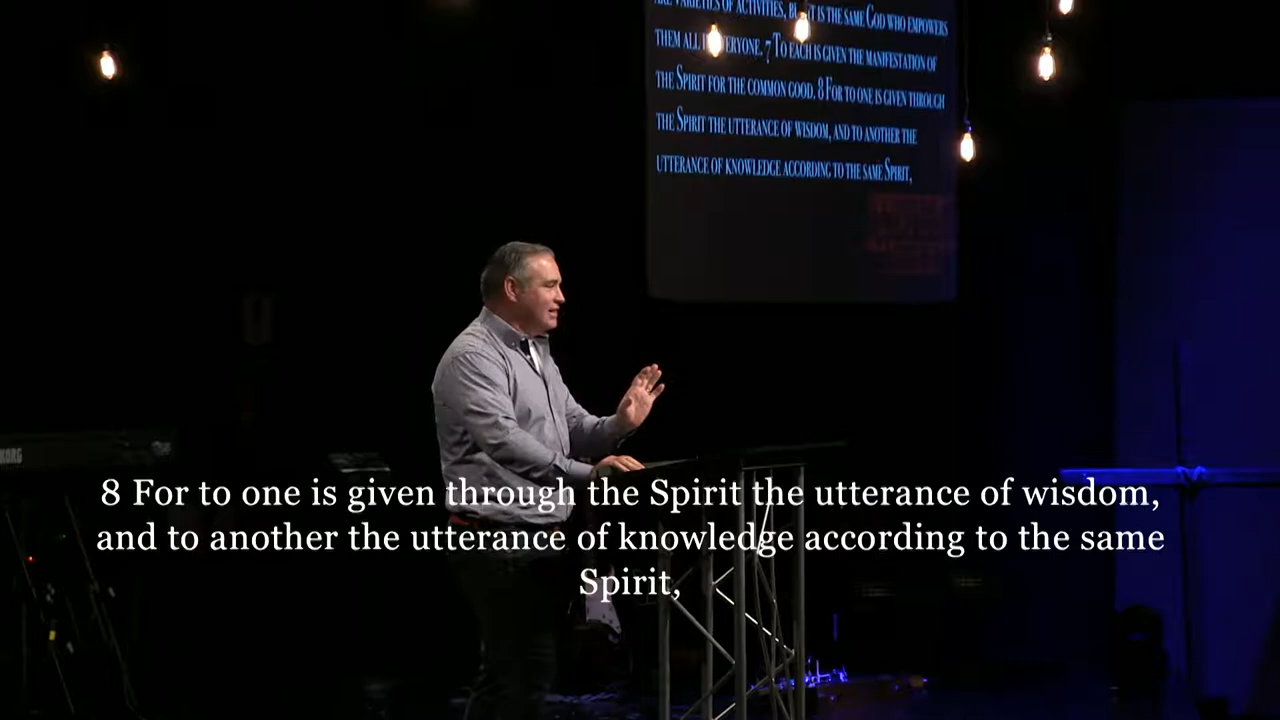 ARE VARIETIES OF ACTIVITIES, BUT IT IS THE SAME GOD WHO EMPOWERS
THEM ALL IN EVERYONE. 7 TO EACH IS GIVEN THE MANIFESTATION OF
THE SPIRIT FOR THE COMMON GOOD. 8 FOR TO ONE IS GIVEN THROUGH
THE SPIRIT THE UTTERANCE OF WISDOM, AND TO ANOTHER THE
UTTERANCE OF KNOWLEDGE ACCORDING TO THE SAME SPIRIT,
KORG
8 For to one is given through the Spirit the utterance of wisdom,
and to another the utterance of knowledge according to the same
Spirit,